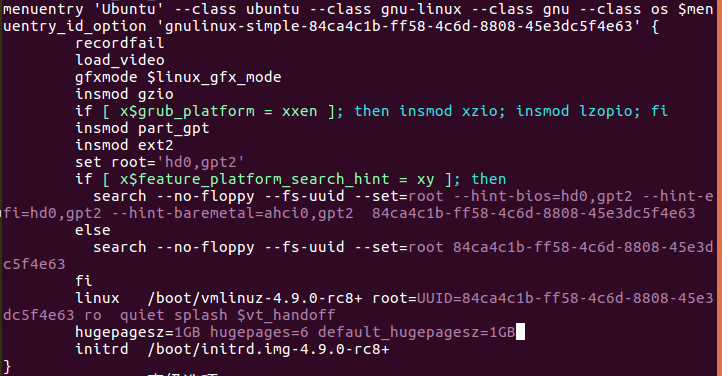 menuentry 'Ubuntu' --class ubuntu --class gnu-linux --class gnu --class os $men
uentry_id_option 'gnulinux-simple-84ca4c1b-ff58-4c6d-8808-45e3dc5f4e63' {
recordfail
load_video
gfxmode $linux_gfx_mode
insmod gzio
if [ x$grub_platform = xxen ]; then insmod xzio; insmod lzopio; fi
insmod part_gpt
insmod ext2
set root='hd0,gpt2'
if [ x$feature_platform_search_hint = xy ]; then
search --no-floppy --fs-uuid --set=root --hint-bios=hd0,gpt2 --hint-e
fi=hd0,gpt2 --hint-baremetal=ahci0,gpt2  84ca4c1b-ff58-4c6d-8808-45e3dc5f4e63
else
search --no-floppy --fs-uuid --set=root 84ca4c1b-ff58-4c6d-8808-45e3d
c5f4e63
fi
linux   /boot/vmlinuz-4.9.0-rc8+ root=UUID=84ca4c1b-ff58-4c6d-8808-45e3
dc5f4e63 ro  quiet splash $vt_handoff
hugepagesz=1GB hugepages=6 default_hugepagesz=1GB
initrd  /boot/initrd.img-4.9.0-rc8+
}